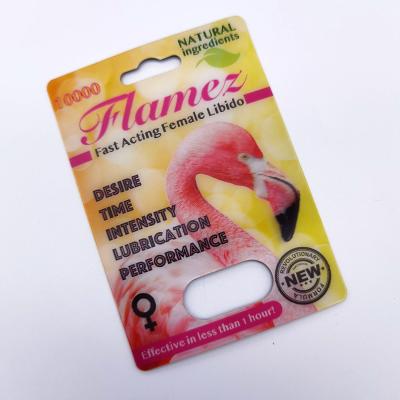 10000
NATURAL
ingredients
Flamez
Fast Acting Female Libido
DESIRE
TIME
INTENSITY
LUBRICATION
PERFORMANCE
REVOLUTIONARY
NEW
FORMULA
Effective in less than 1 hour!